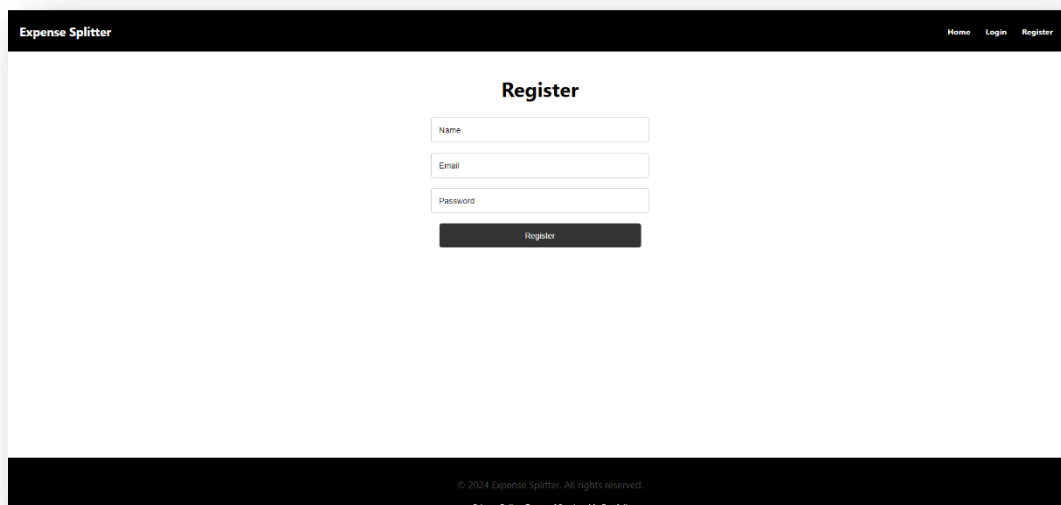 Expense Splitter
Home Login Register
Register
Name
Email
Password
Register
© 2024 Expense Splitter. All rights reserved.